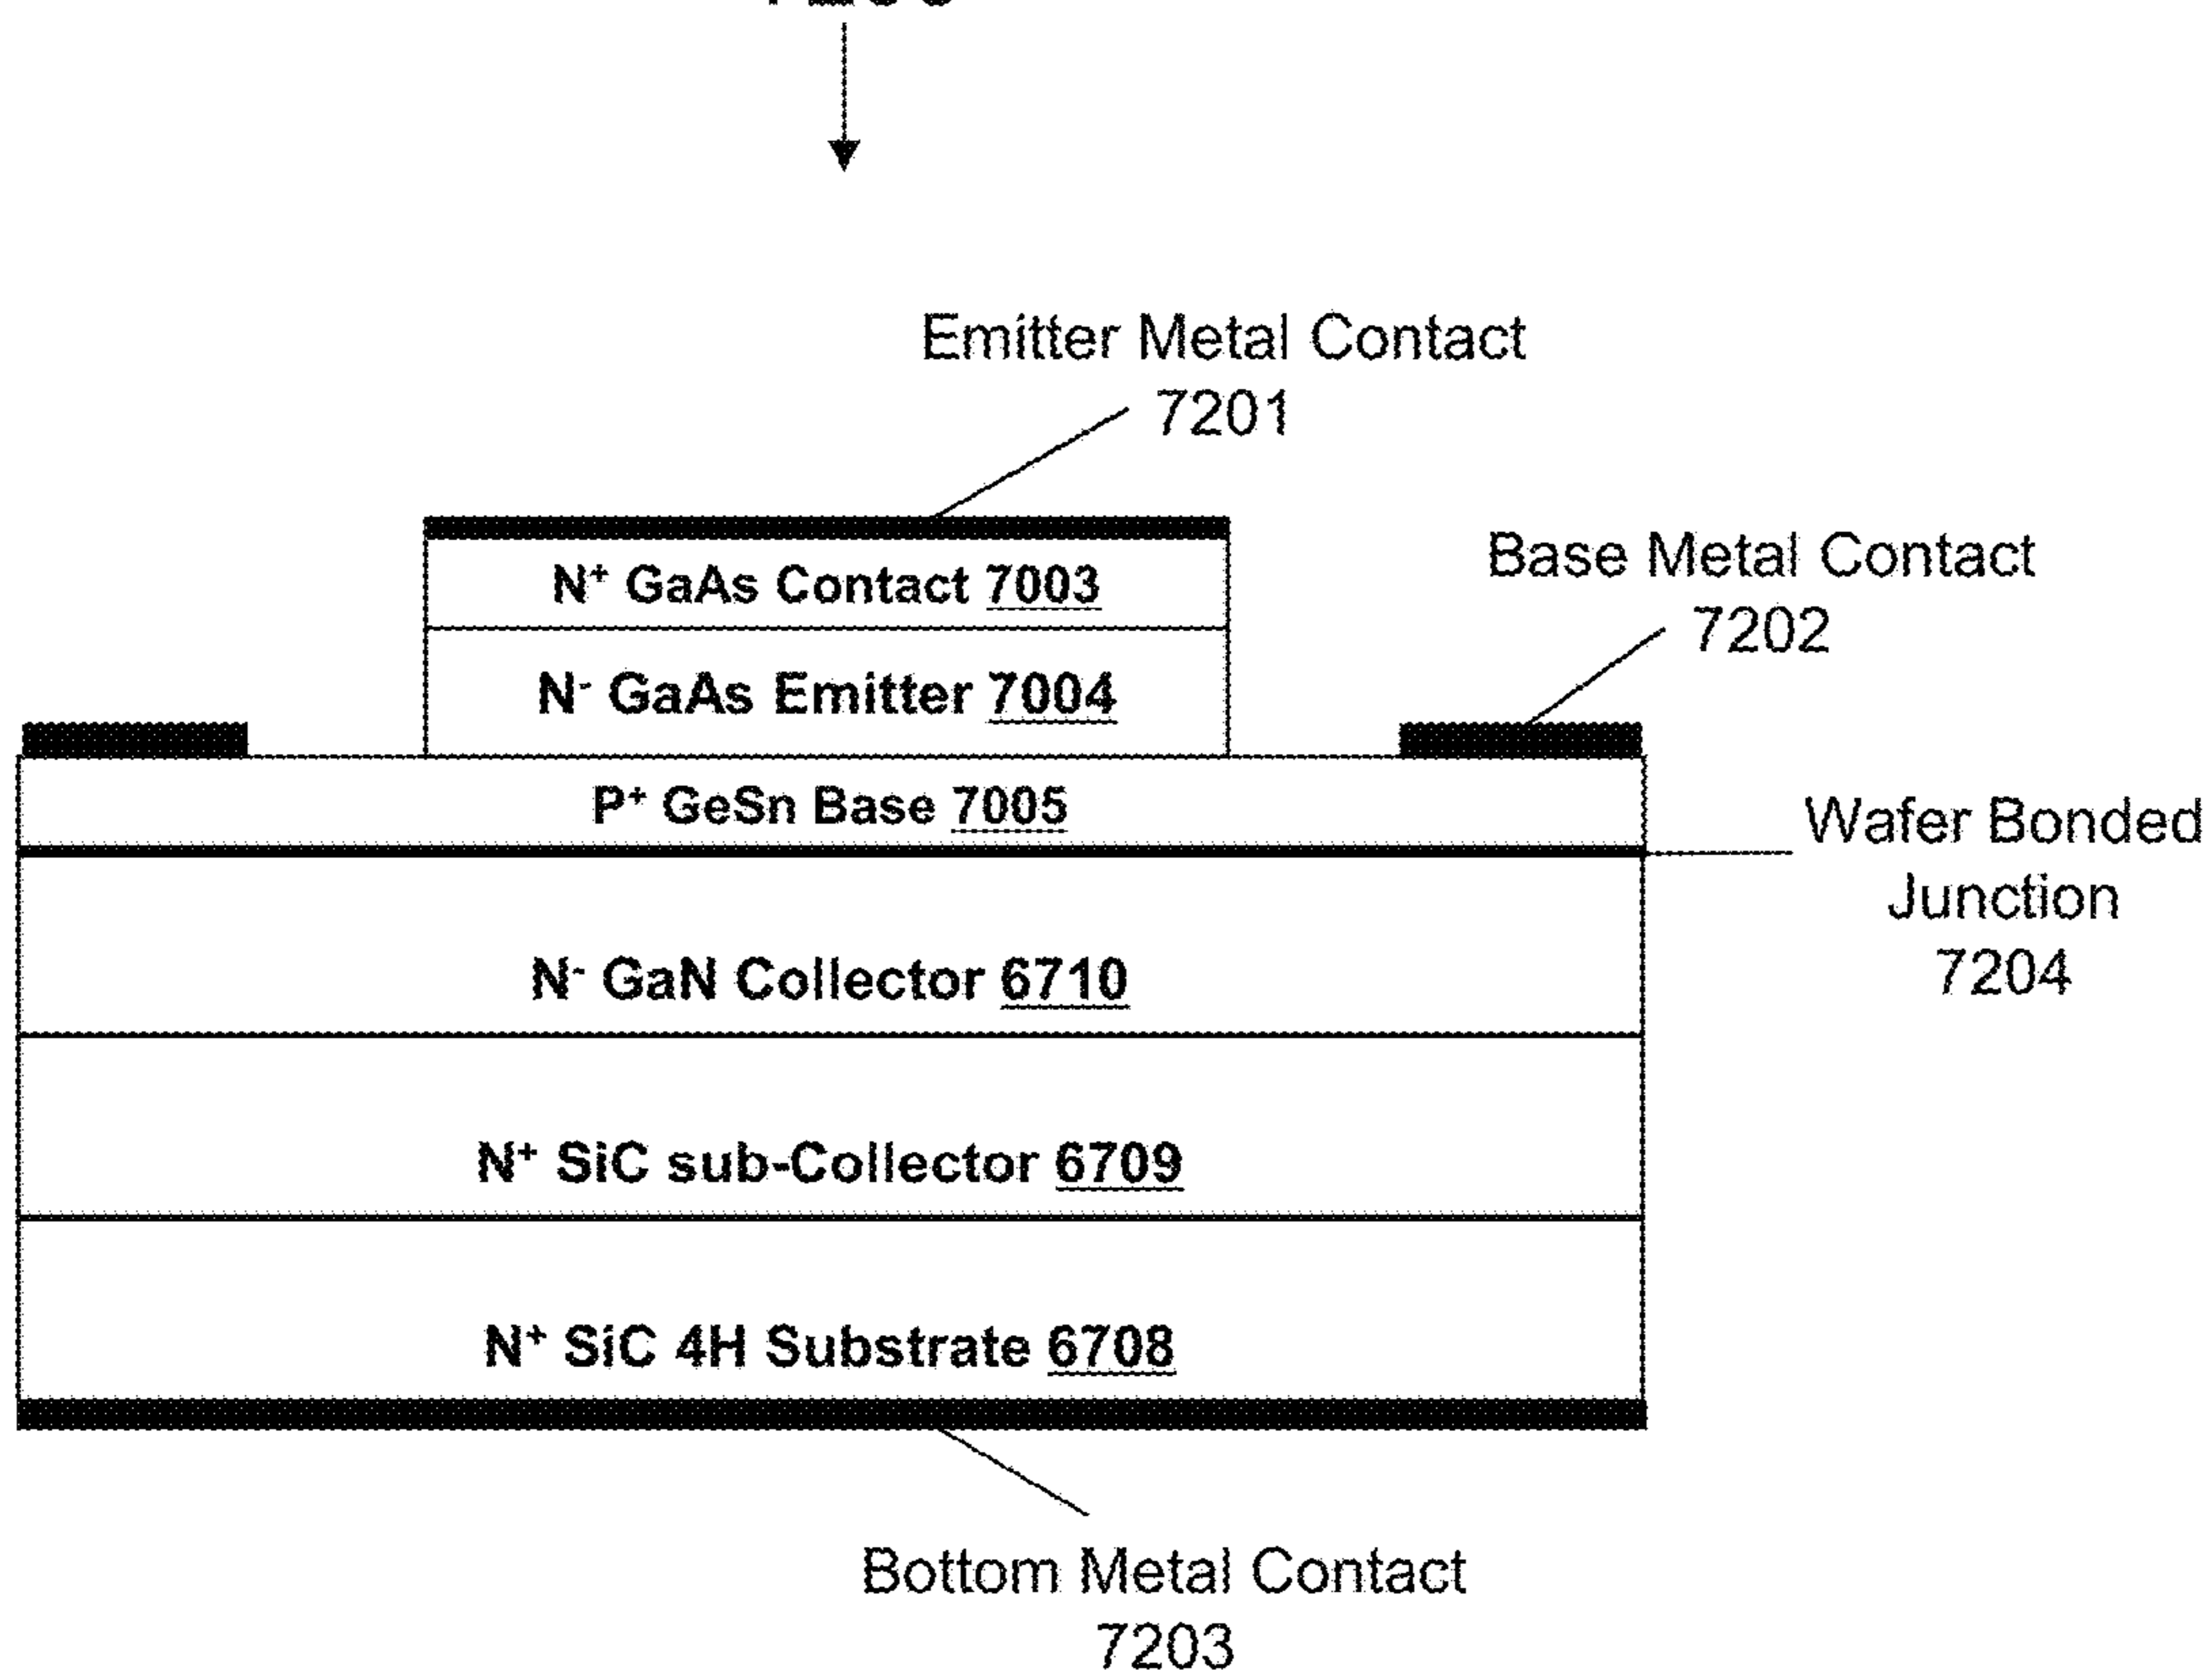 Emitter Metal Contact
7201
N⁺ GaAs Contact 7003
Base Metal Contact
7202
N⁻ GaAs Emitter 7004
P⁺ GeSn Base 7005
Wafer Bonded
Junction
7204
N⁻ GaN Collector 6710
N⁺ SiC sub-Collector 6709
N⁺ SiC 4H Substrate 6708
Bottom Metal Contact
7203